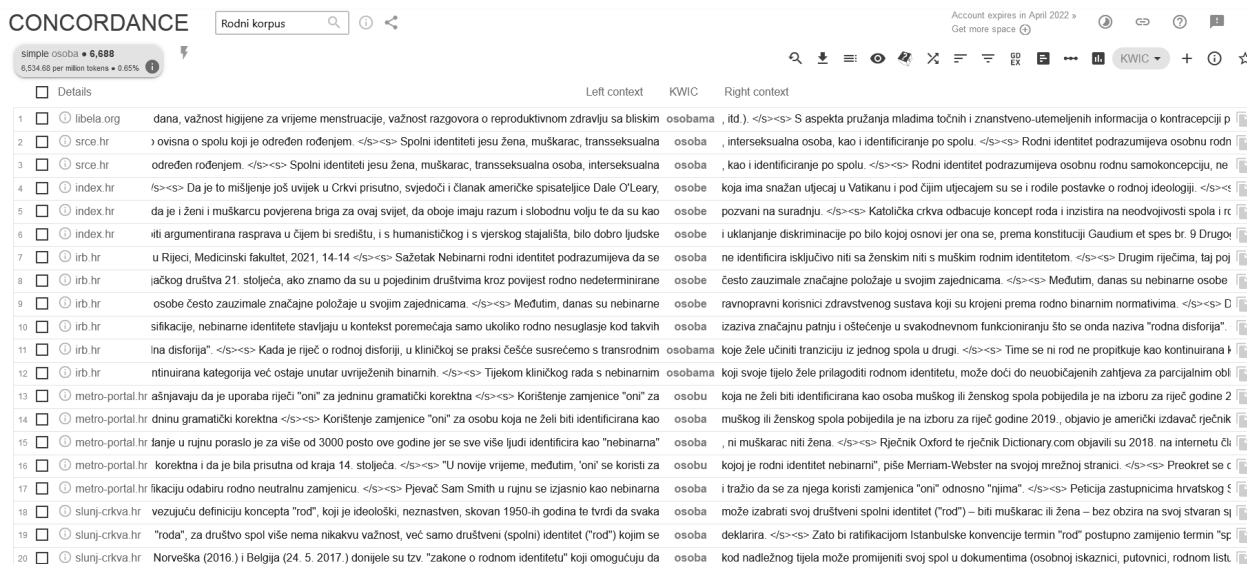 CONCORDANCE Rodni korpus Account expires in April 2022 »
Get more space
simple osoba • 6,688
6,534.68 per million tokens • 0.65%
GD EX KWIC
Details Left context KWIC Right context
1 libela.org dana, važnost higijene za vrijeme menstruacije, važnost razgovora o reproduktivnom zdravlju sa bliskim osobama , itd.). </s><s> S aspekta pružanja mladima točnih i znanstveno-utemeljenih informacija o kontracepciji p
2 srce.hr ovisna o spolu koji je određen rođenjem. </s><s> Spolni identiteti jesu žena, muškarac, transseksualna osoba , interseksualna osoba, kao i identificiranje po spolu. </s><s> Rodni identitet podrazumijeva osobnu rodn
3 srce.hr određen rođenjem. </s><s> Spolni identiteti jesu žena, muškarac, transseksualna osoba, interseksualna osoba , kao i identificiranje po spolu. </s><s> Rodni identitet podrazumijeva osobnu rodnu samokoncepciju, ne
4 index.hr /s><s> Da je to mišljenje još uvijek u Crkvi prisutno, svjedoči i članak američke spisateljice Dale O'Leary, osobe koja ima snažan utjecaj u Vatikanu i pod čijim utjecajem su se i rodile postavke o rodnoj ideologiji. </s><s
5 index.hr da je i ženi i muškarcu povjerena briga za ovaj svijet, da oboje imaju razum i slobodnu volju te da su kao osobe pozvani na suradnju. </s><s> Katolička crkva odbacuje koncept roda i inzistira na neodvojivosti spola i rc
6 index.hr iti argumentirana rasprava u čijem bi središtu, i s humanističkog i s vjerskog stajališta, bilo dobro ljudske osobe i uklanjanje diskriminacije po bilo kojoj osnovi jer ona se, prema konstituciji Gaudium et spes br. 9 Drugog
7 irb.hr u Rijeci, Medicinski fakultet, 2021, 14-14 </s><s> Sažetak Nebinarni rodni identitet podrazumijeva da se osoba ne identificira isključivo niti sa ženskim niti s muškim rodnim identitetom. </s><s> Drugim riječima, taj poj
8 irb.hr jačkog društva 21. stoljeća, ako znamo da su u pojedinim društvima kroz povijest rodno nedeterminirane osobe često zauzimale značajne položaje u svojim zajednicama. </s><s> Međutim, danas su nebinarne osobe
9 irb.hr osobe često zauzimale značajne položaje u svojim zajednicama. </s><s> Međutim, danas su nebinarne osobe ravnopravni korisnici zdravstvenog sustava koji su krojeni prema rodno binarnim normativima. </s><s> D
10 irb.hr sifikacije, nebinarne identitete stavljaju u kontekst poremećaja samo ukoliko rodno nesuglasje kod takvih osoba izaziva značajnu patnju i oštećenje u svakodnevnom funkcioniranju što se onda naziva "rodna disforija".
11 irb.hr lna disforija". </s><s> Kada je riječ o rodnoj disforiji, u kliničkoj se praksi češće susrećemo s transrodnim osobama koje žele učiniti tranziciju iz jednog spola u drugi. </s><s> Time se ni rod ne propitkuje kao kontinuirana k
12 irb.hr ntinuirana kategorija već ostaje unutar uvriježenih binarnih. </s><s> Tijekom kliničkog rada s nebinarnim osobama koji svoje tijelo žele prilagoditi rodnom identitetu, može doći do neuobičajenih zahtjeva za parcijalnim obli
13 metro-portal.hr ašnjavaju da je uporaba riječi "oni" za jedninu gramatički korektna </s><s> Korištenje zamjenice "oni" za osobu koja ne želi biti identificirana kao osoba muškog ili ženskog spola pobijedila je na izboru za riječ godine 2
14 metro-portal.hr dninu gramatički korektna </s><s> Korištenje zamjenice "oni" za osobu koja ne želi biti identificirana kao osoba muškog ili ženskog spola pobijedila je na izboru za riječ godine 2019., objavio je američki izdavač rječnik
15 metro-portal.hr tanje u rujnu poraslo je za više od 3000 posto ove godine jer se sve više ljudi identificira kao "nebinarna" osoba , ni muškarac niti žena. </s><s> Rječnik Oxford te rječnik Dictionary.com objavili su 2018. na internetu čla
16 metro-portal.hr korektna i da je bila prisutna od kraja 14. stoljeća. </s><s> "U novije vrijeme, međutim, 'oni' se koristi za osobu kojoj je rodni identitet nebinarni", piše Merriam-Webster na svojoj mrežnoj stranici. </s><s> Preokret se c
17 metro-portal.hr fikaciju odabiru rodno neutralnu zamjenicu. </s><s> Pjevač Sam Smith u rujnu se izjasnio kao nebinarna osoba i tražio da se za njega koristi zamjenica "oni" odnosno "njima". </s><s> Peticija zastupnicima hrvatskog S
18 slunj-crkva.hr vezujuću definiciju koncepta "rod", koji je ideološki, neznastven, skovan 1950-ih godina te tvrdi da svaka osoba može izabrati svoj društveni spolni identitet ("rod") – biti muškarac ili žena – bez obzira na svoj stvaran sp
19 slunj-crkva.hr "roda", za društvo spol više nema nikakvu važnost, već samo društveni (spolni) identitet ("rod") kojim se osoba deklarira. </s><s> Zato bi ratifikacijom Istanbulske konvencije termin "rod" postupno zamijenio termin "sp
20 slunj-crkva.hr Norveška (2016.) i Belgija (24. 5. 2017.) donijele su tzv. "zakone o rodnom identitetu" koji omogućuju da osoba kod nadležnog tijela može promijeniti svoj spol u dokumentima (osobnoj iskaznici, putovnici, rodnom listu